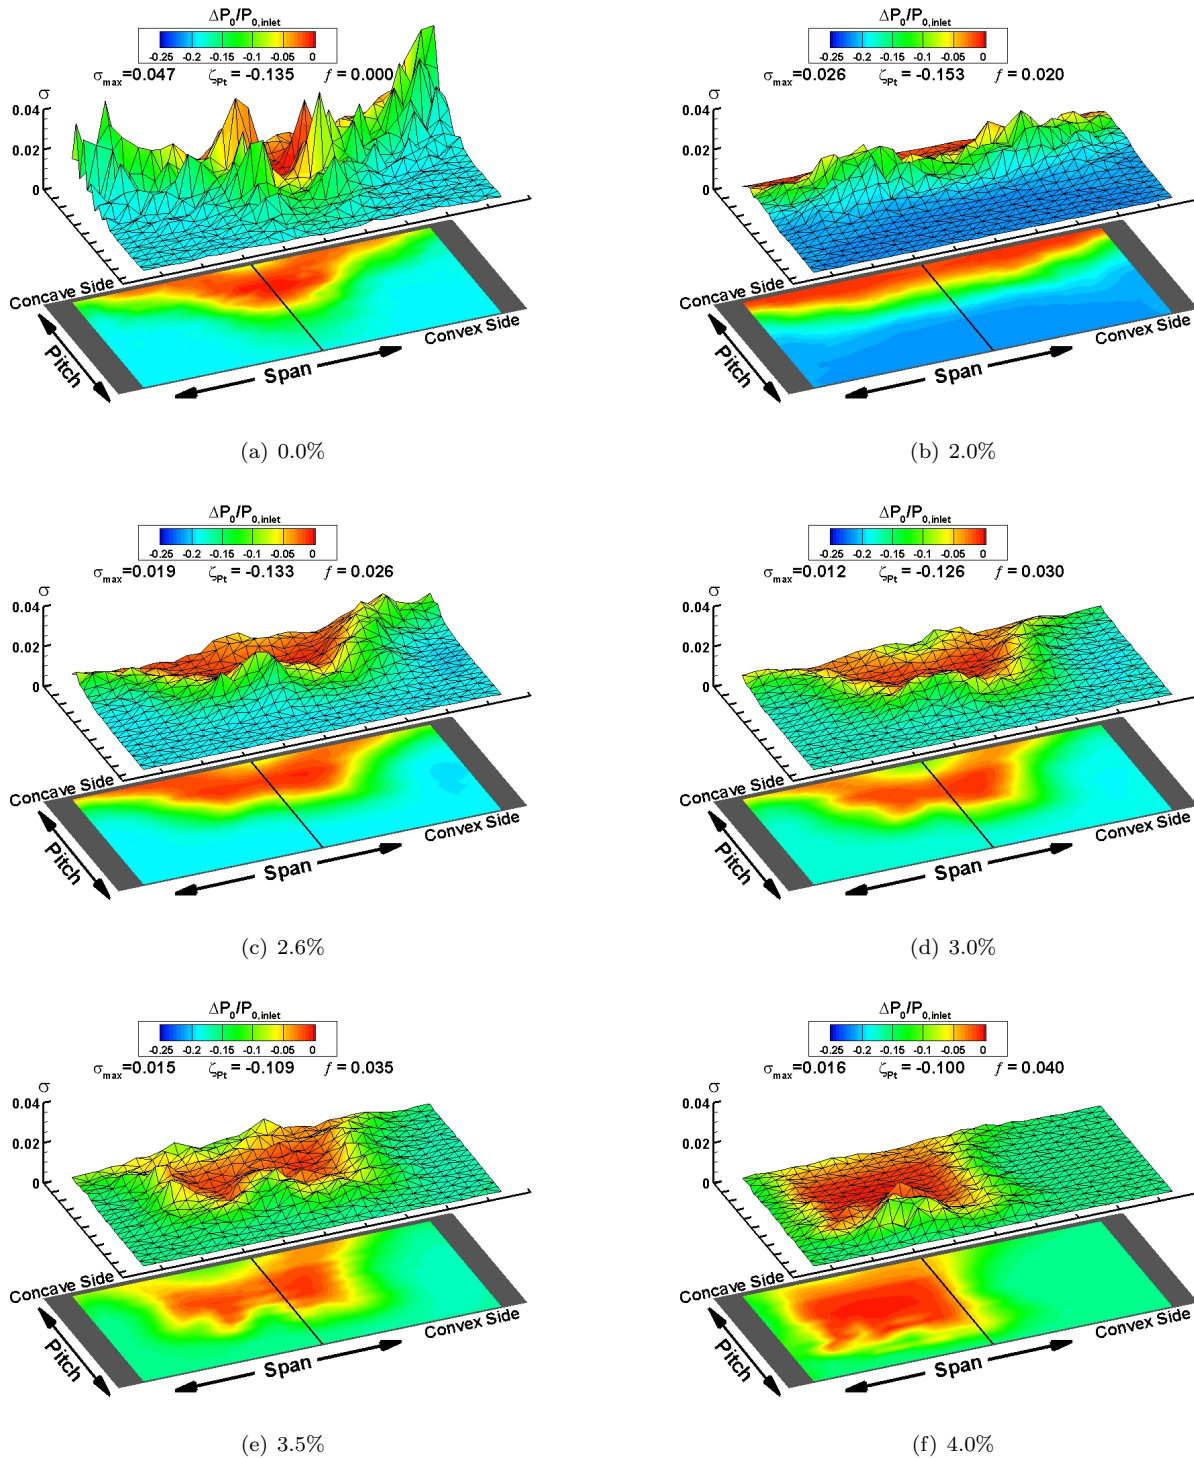 ΔP0/P0,inlet
-0.25 -0.2 -0.15 -0.1 -0.05 0
σmax=0.047 ζPt = -0.135 f = 0.000
σ
0.04
0.02
0
Concave Side
Convex Side
Pitch
Span
(a) 0.0%
ΔP0/P0,inlet
-0.25 -0.2 -0.15 -0.1 -0.05 0
σmax=0.026 ζPt = -0.153 f = 0.020
σ
0.04
0.02
0
Concave Side
Convex Side
Pitch
Span
(b) 2.0%
ΔP0/P0,inlet
-0.25 -0.2 -0.15 -0.1 -0.05 0
σmax=0.019 ζPt = -0.133 f = 0.026
σ
0.04
0.02
0
Concave Side
Convex Side
Pitch
Span
(c) 2.6%
ΔP0/P0,inlet
-0.25 -0.2 -0.15 -0.1 -0.05 0
σmax=0.012 ζPt = -0.126 f = 0.030
σ
0.04
0.02
0
Concave Side
Convex Side
Pitch
Span
(d) 3.0%
ΔP0/P0,inlet
-0.25 -0.2 -0.15 -0.1 -0.05 0
σmax=0.015 ζPt = -0.109 f = 0.035
σ
0.04
0.02
0
Concave Side
Convex Side
Pitch
Span
(e) 3.5%
ΔP0/P0,inlet
-0.25 -0.2 -0.15 -0.1 -0.05 0
σmax=0.016 ζPt = -0.100 f = 0.040
σ
0.04
0.02
0
Concave Side
Convex Side
Pitch
Span
(f) 4.0%